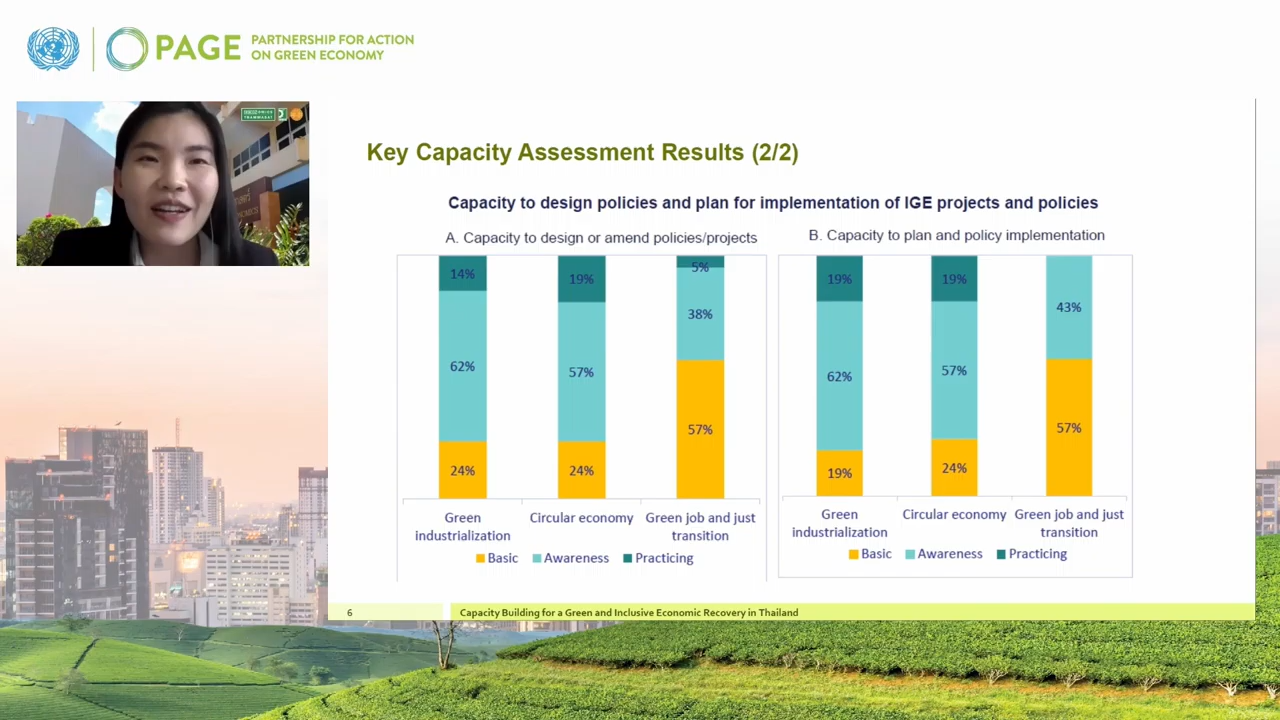 PAGE
PARTNERSHIP FOR ACTION
ON GREEN ECONOMY
Key Capacity Assessment Results (2/2)
Capacity to design policies and plan for implementation of IGE projects and policies
A. Capacity to design or amend policies/projects
14%
19%
5%
38%
62%
57%
57%
24%
24%
Green
industrialization
Circular economy
Green job and just
transition
Basic
Awareness
Practicing
B. Capacity to plan and policy implementation
19%
19%
43%
62%
57%
57%
19%
24%
Green
industrialization
Circular economy
Green job and just
transition
Basic
Awareness
Practicing
6
Capacity Building for a Green and Inclusive Economic Recovery in Thailand